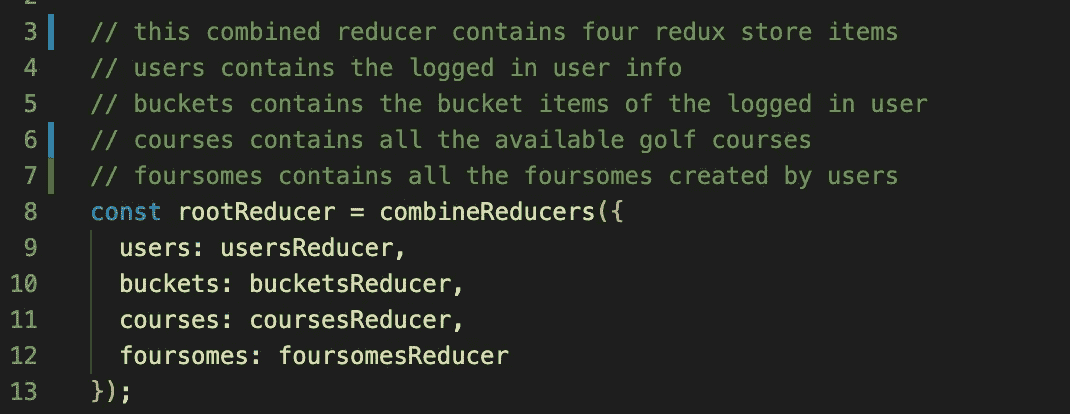 3 // this combined reducer contains four redux store items
4 // users contains the logged in user info
5 // buckets contains the bucket items of the logged in user
6 // courses contains all the available golf courses
7 // foursomes contains all the foursomes created by users
8 const rootReducer = combineReducers({
9 users: usersReducer,
10 buckets: bucketsReducer,
11 courses: coursesReducer,
12 foursomes: foursomesReducer
13 });